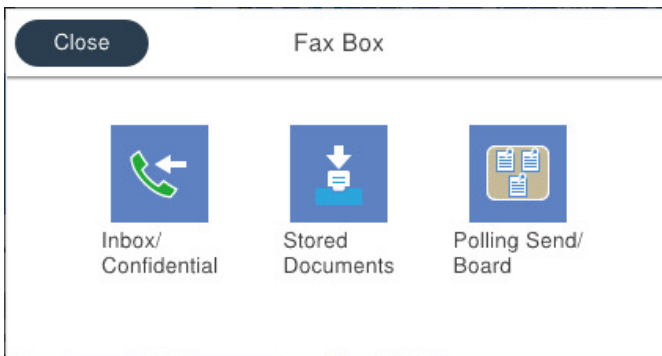 Close
Fax Box
Inbox/
Confidential
Stored
Documents
Polling Send/
Board